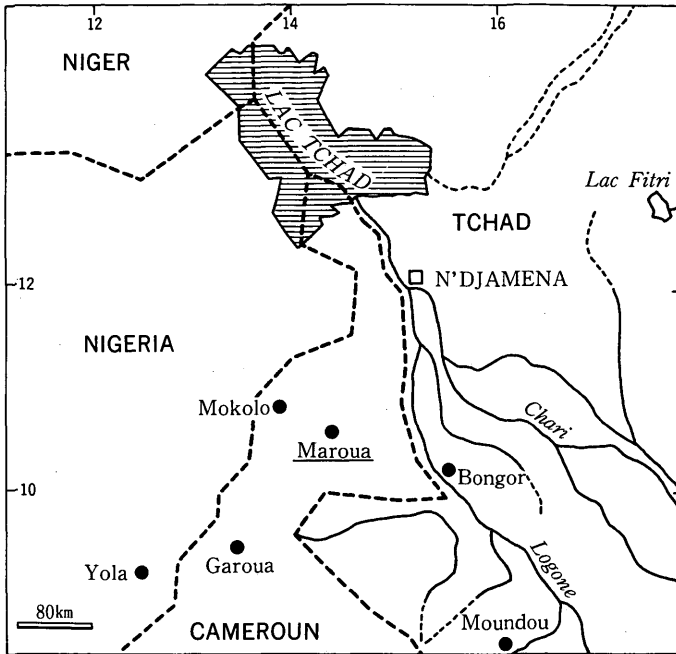 12 14 16
NIGER
LAC TCHAD
Lac Fitri
TCHAD
12
N'DJAMENA
NIGERIA
Mokolo
Maroua
Chari
Bongor
10
Logone
Garoua
Yola
80km
Moundou
CAMEROUN